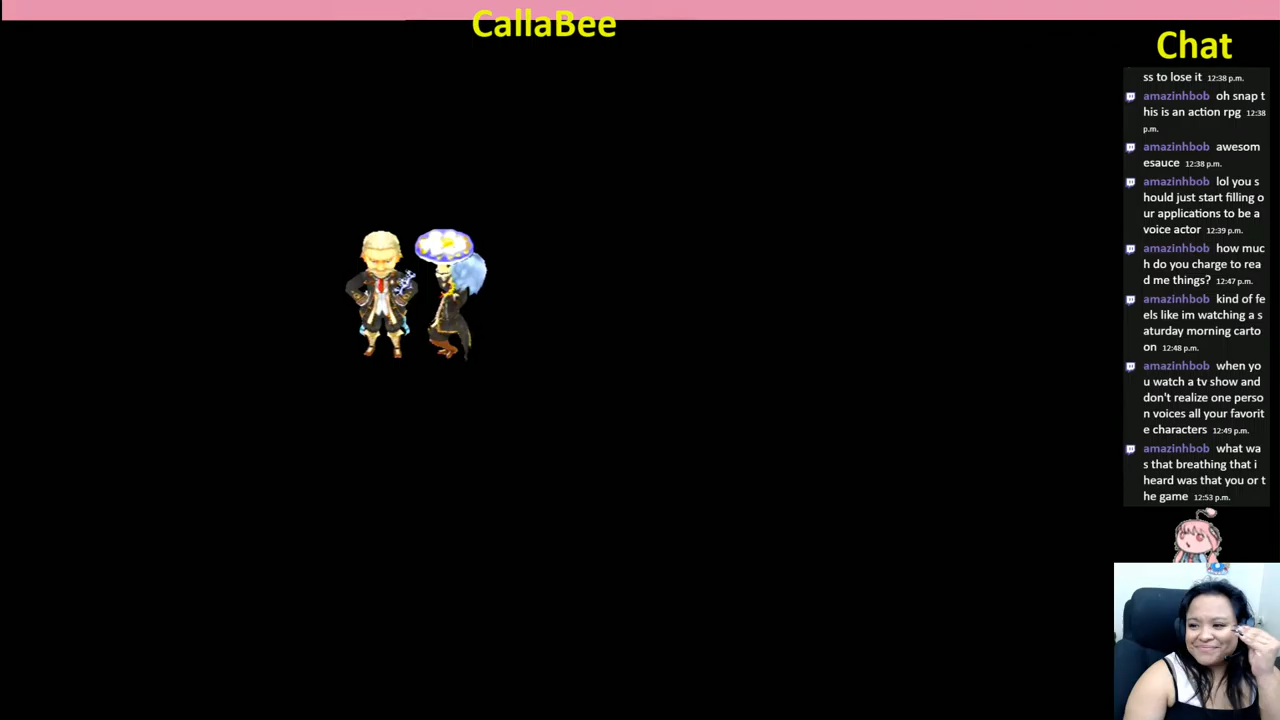 CallaBee
Chat
ss to lose it 12:38 p.m.
amazinhbob oh snap t
his is an action rpg 12:38
p.m.
amazinhbob awesom
esauce 12:38 p.m.
amazinhbob lol you s
hould just start filling o
ur applications to be a
voice actor 12:39 p.m.
amazinhbob how muc
h do you charge to rea
d me things? 12:47 p.m.
amazinhbob kind of fe
els like im watching a s
aturday morning carto
on 12:48 p.m.
amazinhbob when yo
u watch a tv show and
don't realize one perso
n voices all your favorit
e characters 12:49 p.m.
amazinhbob what wa
s that breathing that i
heard was that you or t
he game 12:53 p.m.